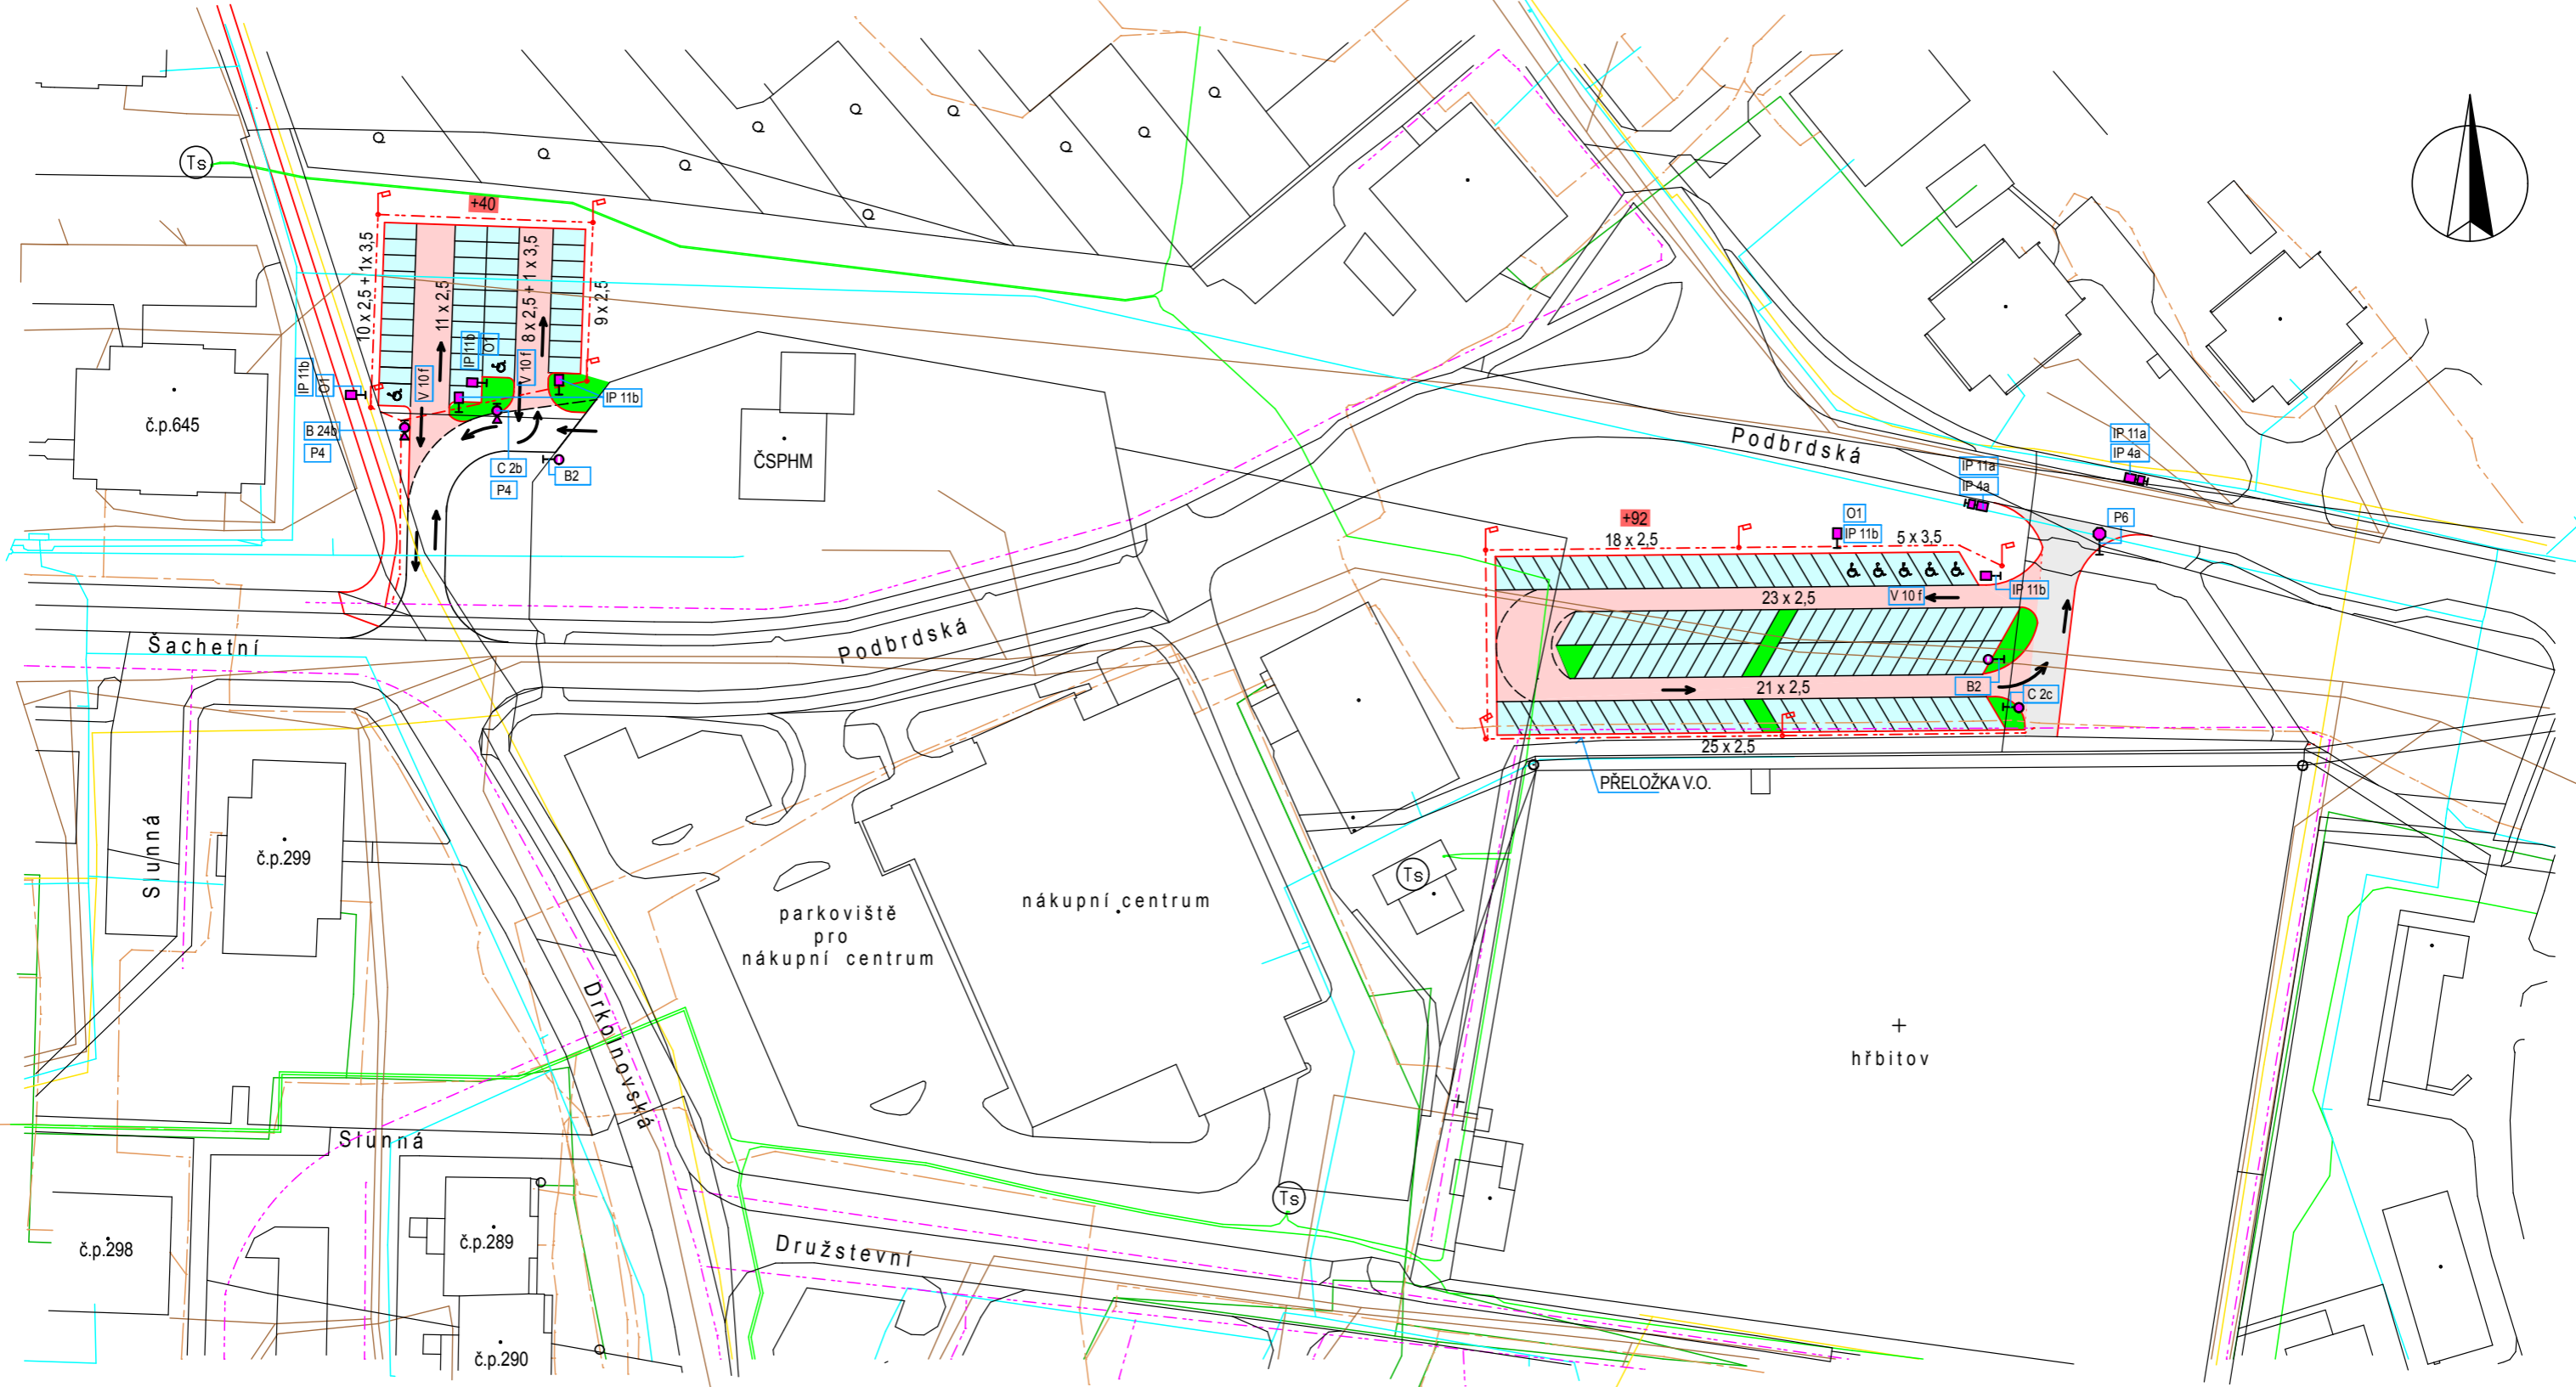 Ts
+40
10 x 2,5 + 1x 3,5
11 x 2,5
8 x 2,5 + 1 x 3,5
9 x 2,5
IP 11b
O1
V 10 f
IP 11b
O1
V 10 f
IP 11b
B 24b
P4
C 2b
P4
B2
č.p.645
ČSPHM
Podbrdská
IP 11a
IP 4a
IP 11a
IP 4a
P6
+92
18 x 2,5
O1
IP 11b
5 x 3,5
IP 11b
23 x 2,5
V 10 f
21 x 2,5
B2
C 2c
25 x 2,5
PŘELOŽKA V.O.
Šachetní
Podbrdská
Slunná
č.p.299
parkoviště
pro
nákupní centrum
nákupní centrum
Ts
Drkolnovská
hřbitov
Slunná
Ts
č.p.298
č.p.289
Družstevní
č.p.290